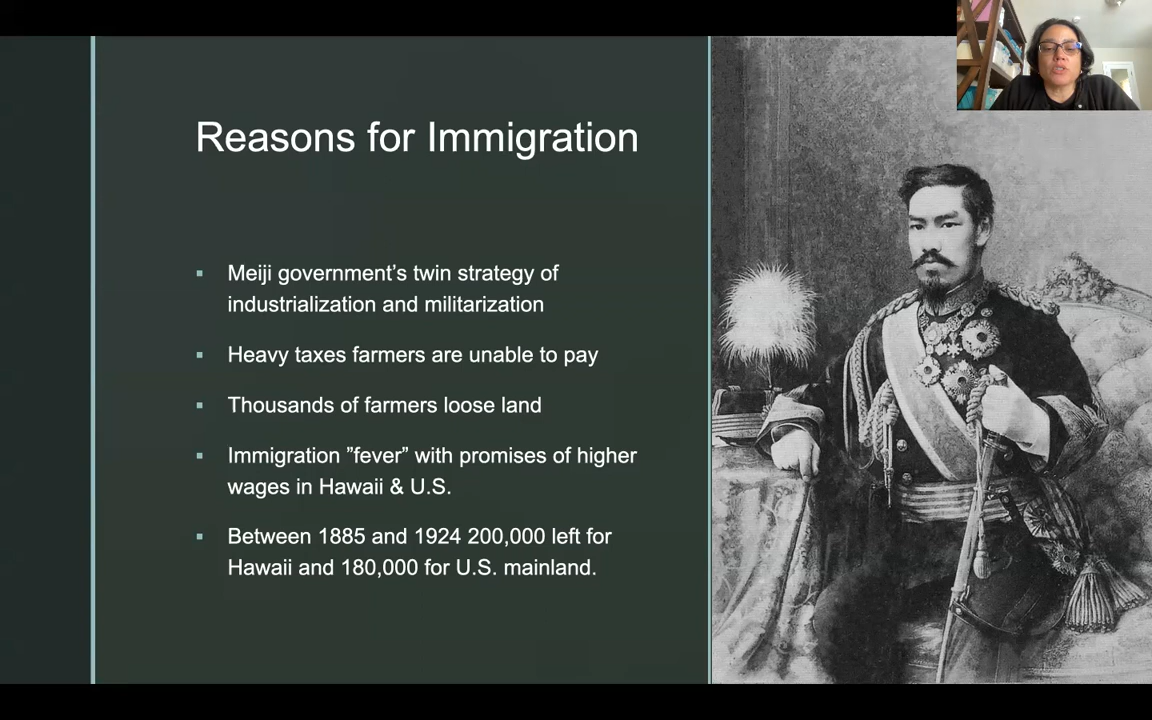 Reasons for Immigration
▪ Meiji government’s twin strategy of
industrialization and militarization
▪ Heavy taxes farmers are unable to pay
▪ Thousands of farmers loose land
▪ Immigration ”fever” with promises of higher
wages in Hawaii & U.S.
▪ Between 1885 and 1924 200,000 left for
Hawaii and 180,000 for U.S. mainland.